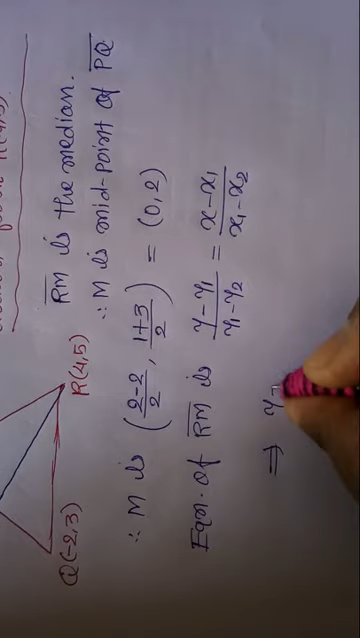 R(4,5)
Q(-2,3)
RM is the median.
∴ M is mid-point of PQ
∴ M is (2-2/2, 1+3/2) = (0,2)
Eqn. of RM is y-y₁/y₁-y₂ = x-x₁/x₁-x₂
⇒ y-